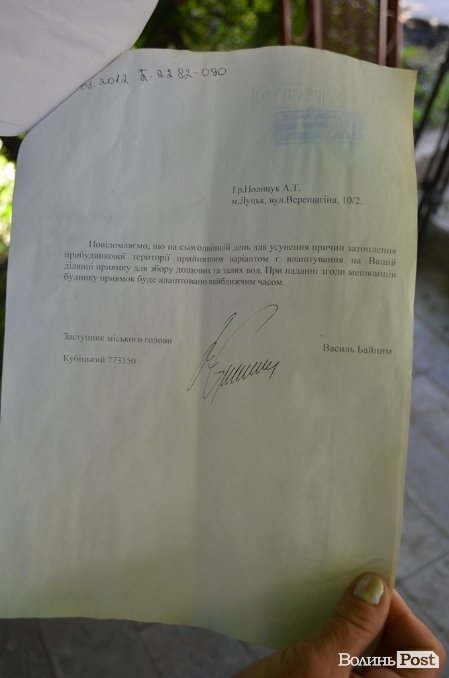 .08.2012 2282-090
Гр.Поліщук А.Т.
м.Луцьк, вул.Верещагіна, 10/2.
Повідомляємо, що на сьогоднішній день для усунення причин затоплення
прибудинкової території прийнятним варіантом є влаштування на Вашій
ділянці приямку для збору дощових та талих вод. При наданні згоди мешканців
будинку приямок буде влаштовано найближчим часом.
Заступник міського голови
Василь Байцим
Кубіцький 773150
Волинь Post